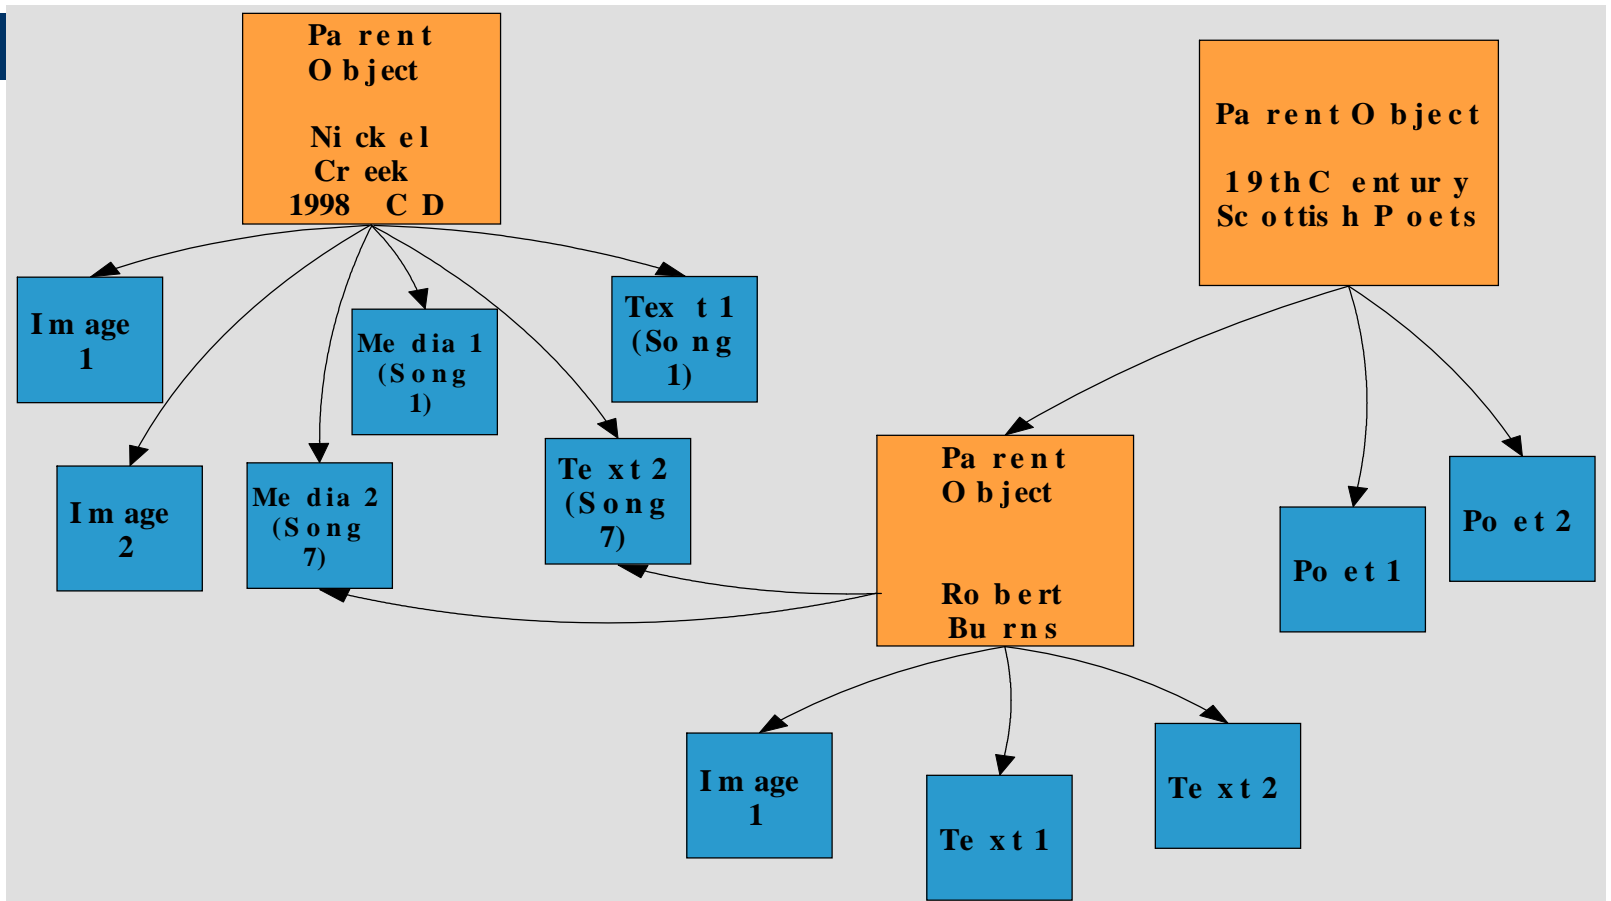 Parent
Object
Nickel
Creek
1998 CD
Parent Object
19th Century
Scottish Poets
Image
1
Media 1
(Song
1)
Text 1
(Song
1)
Image
2
Media 2
(Song
7)
Text 2
(Song
7)
Parent
Object
Robert
Burns
Poet 1
Poet 2
Image
1
Text 1
Text 2